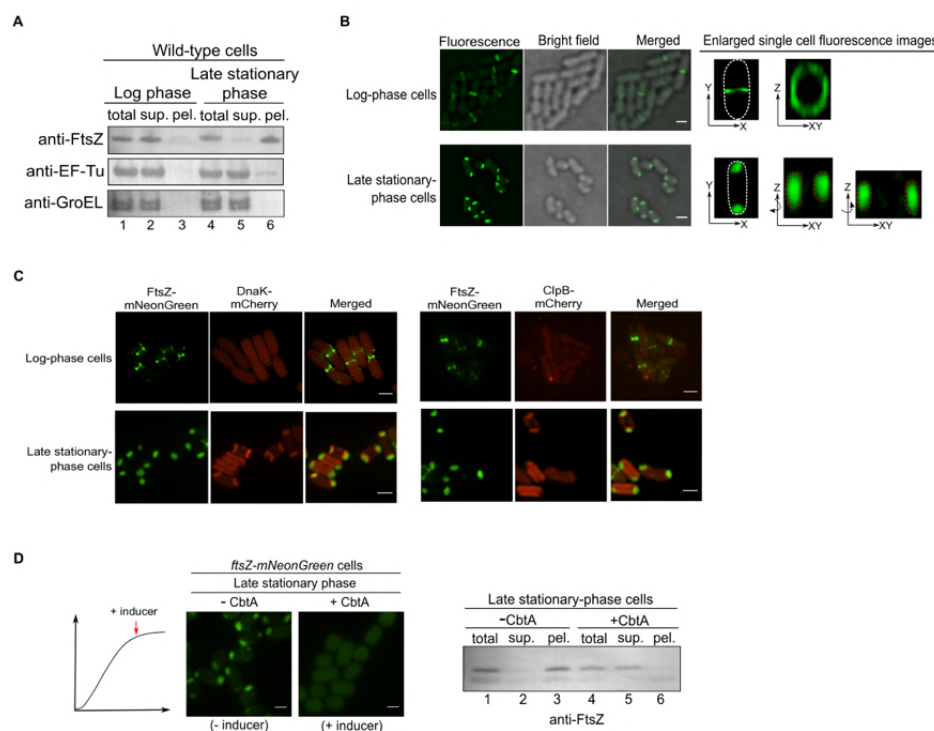 A
Wild-type cells
Log phase
Late stationary
phase
total sup. pel. total sup. pel.
anti-FtsZ
anti-EF-Tu
anti-GroEL
1 2 3 4 5 6
B
Fluorescence Bright field Merged Enlarged single cell fluorescence images
Log-phase cells
Y
X
Z
XY
Late stationary-
phase cells
Y
X
Z
XY
Z
XY
C
FtsZ-
mNeonGreen
DnaK-
mCherry
Merged
FtsZ-
mNeonGreen
ClpB-
mCherry
Merged
Log-phase cells
Late stationary-
phase cells
D
ftsZ-mNeonGreen cells
Late stationary phase
- CbtA + CbtA
+ inducer
(- inducer) (+ inducer)
Late stationary-phase cells
-CbtA +CbtA
total sup. pel. total sup. pel.
1 2 3 4 5 6
anti-FtsZ